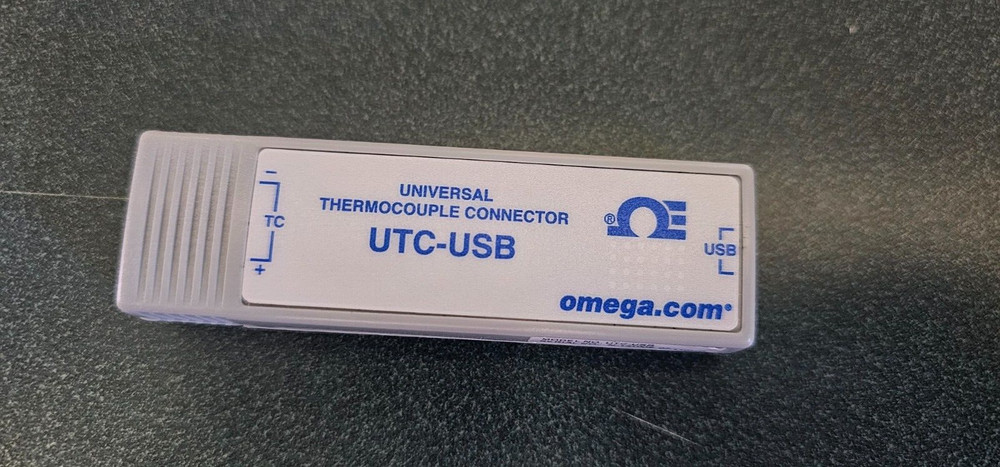 −
TC
+
UNIVERSAL
THERMOCOUPLE CONNECTOR
UTC-USB
®
USB
omega.com®